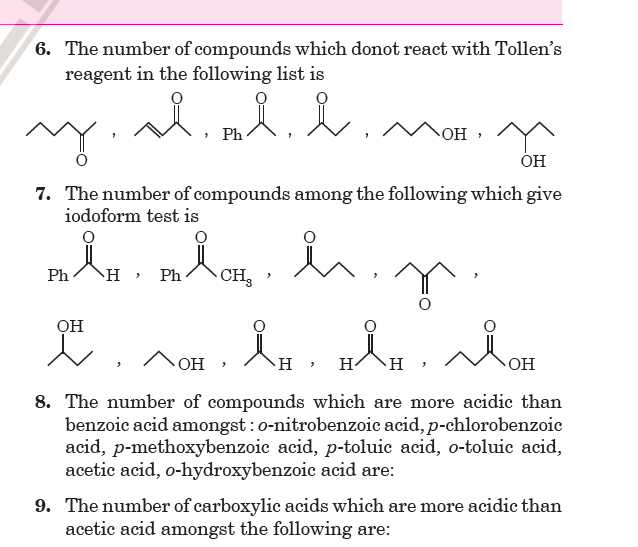 6. The number of compounds which donot react with Tollen's
reagent in the following list is
O O O
, , Ph , , OH ,
O OH
7. The number of compounds among the following which give
iodoform test is
O O O
Ph H , Ph CH3 , , ,
O
OH O O O
, OH , H , H H , OH
8. The number of compounds which are more acidic than
benzoic acid amongst : o-nitrobenzoic acid, p-chlorobenzoic
acid, p-methoxybenzoic acid, p-toluic acid, o-toluic acid,
acetic acid, o-hydroxybenzoic acid are:
9. The number of carboxylic acids which are more acidic than
acetic acid amongst the following are: